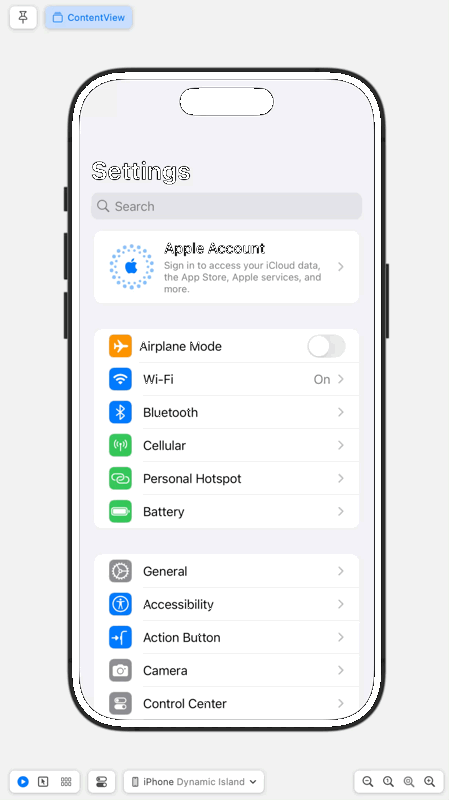 ContentView
Settings
Search
Apple Account
Sign in to access your iCloud data,
the App Store, Apple services, and
more.
Airplane Mode
Wi-Fi
On
Bluetooth
Cellular
Personal Hotspot
Battery
General
Accessibility
Action Button
Camera
Control Center
iPhone Dynamic Island